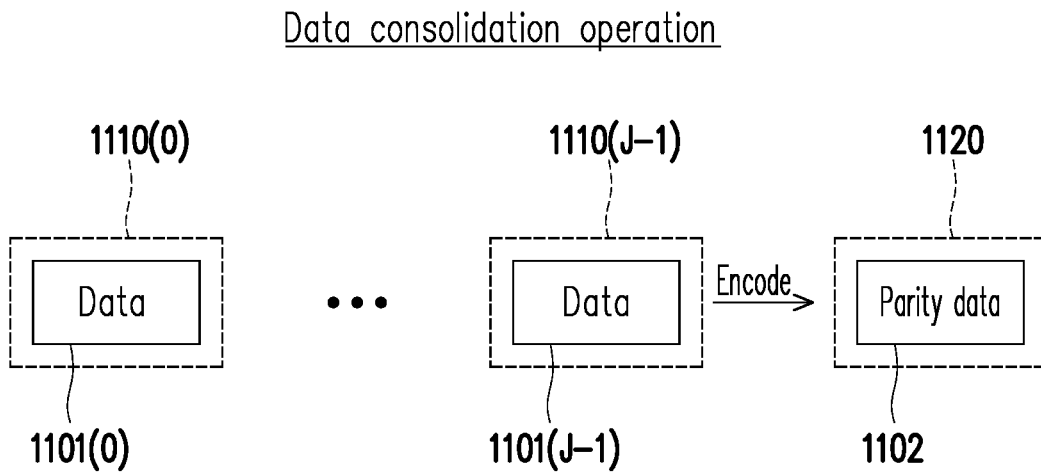 Data consolidation operation
1110(0) 1110(J-1) 1120
Data ••• Data Encode Parity data
1101(0) 1101(J-1) 1102